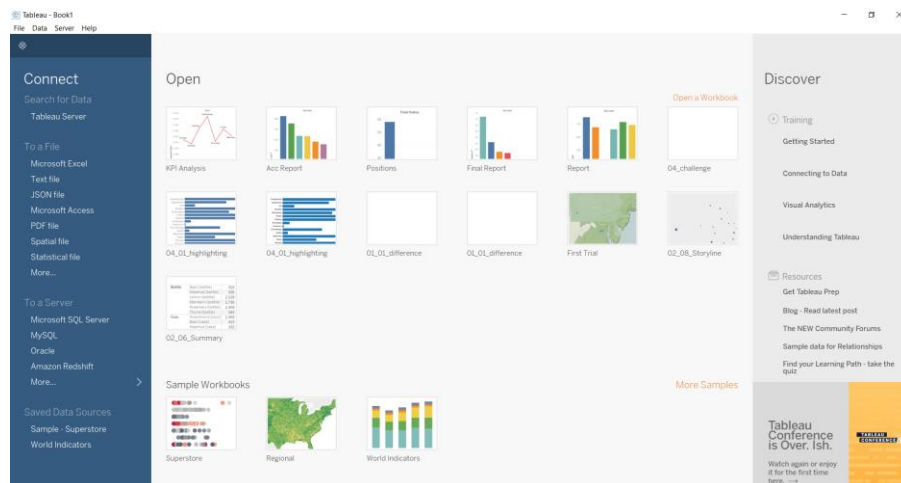 Tableau - Book1
File Data Server Help
Connect
Search for Data
Tableau Server
To a File
Microsoft Excel
Text file
JSON file
Microsoft Access
PDF file
Spatial file
Statistical file
More...
To a Server
Microsoft SQL Server
MySQL
Oracle
Amazon Redshift
More...
Saved Data Sources
Sample - Superstore
World Indicators
Open
Open a Workbook
KPI Analysis
Acc Report
Positions
Final Report
Report
04_challenge
04_01_highlighting
04_01_highlighting
01_01_difference
01_01_difference
First Trial
02_08_Storyline
02_06_Summary
Sample Workbooks
More Samples
Superstore
Regional
World Indicators
Discover
Training
Getting Started
Connecting to Data
Visual Analytics
Understanding Tableau
Resources
Get Tableau Prep
Blog - Read latest post
The NEW Community Forums
Sample data for Relationships
Find your Learning Path - take the
quiz
Tableau
Conference
is Over. Ish.
Watch again or enjoy
it for the first time
here. →
TABLEAU
CONFERENCE